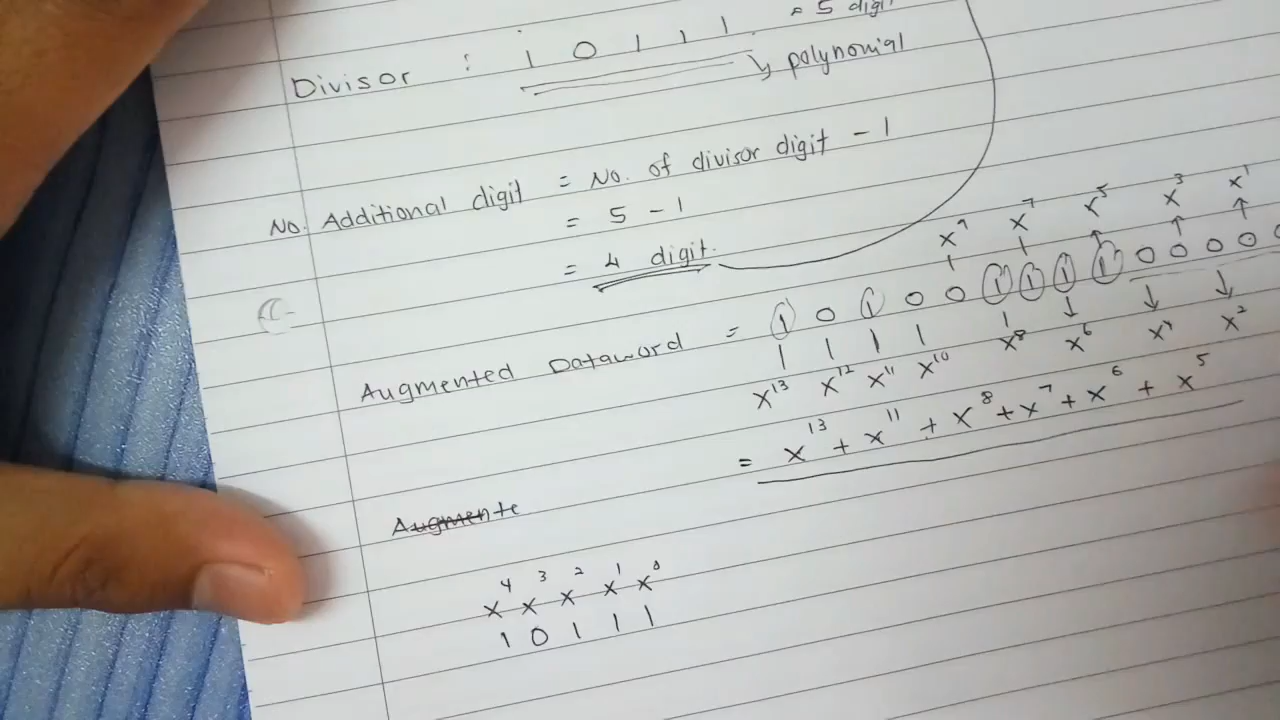 Divisor : 1 0 1 1 1 = 5 digit
↘ polynomial
No. Additional digit = No. of divisor digit - 1
= 5 - 1
= 4 digit.
x⁹ x⁷ x⁵ x³ x¹
Augmented Dataword = 1 0 1 0 0 1 1 1 1 0 0 0 0 0
x¹³ x¹² x¹¹ x¹⁰ x⁸ x⁶ x⁴ x²
= x¹³ + x¹¹ + x⁸ + x⁷ + x⁶ + x⁵
Augmente
x⁴ x³ x² x¹ x⁰
1 0 1 1 1